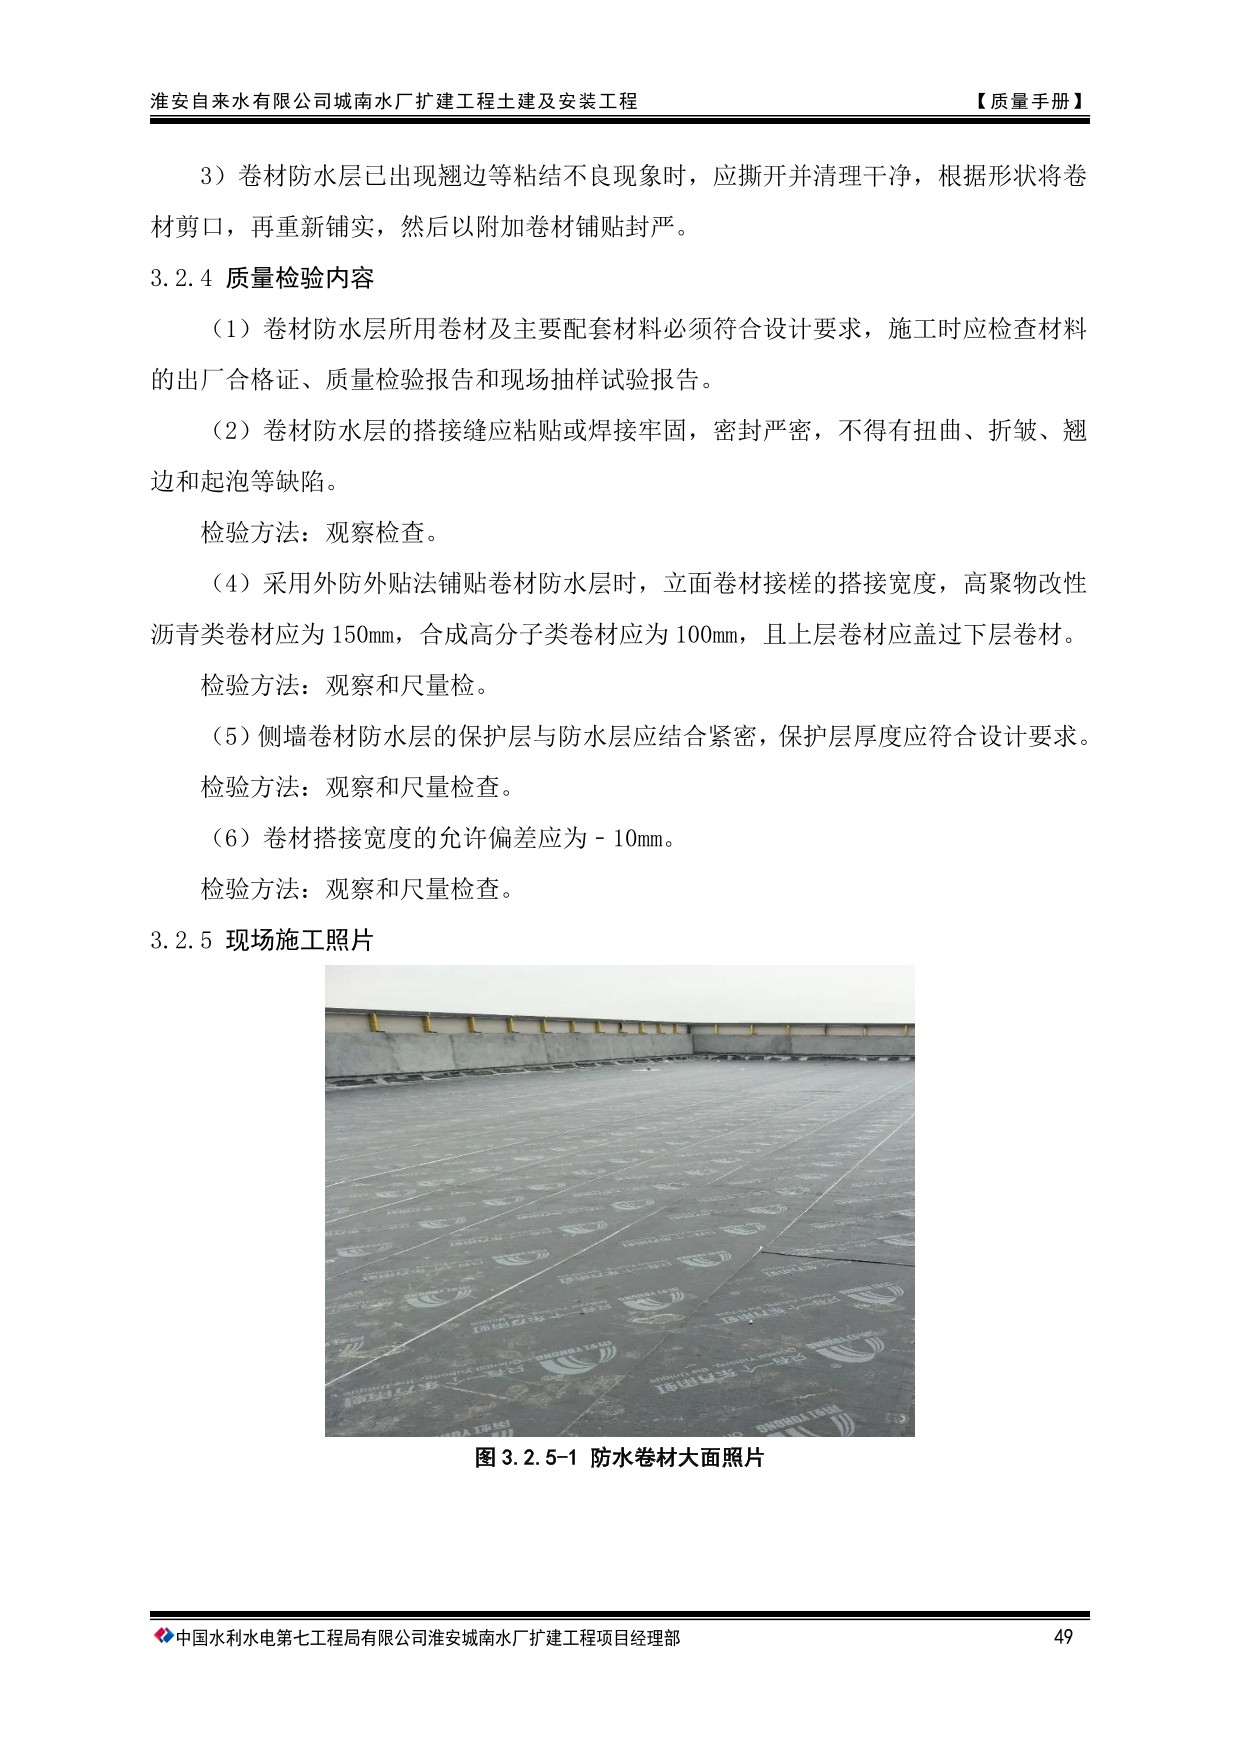 淮安自来水有限公司城南水厂扩建工程土建及安装工程 【质量手册】
3）卷材防水层已出现翘边等粘结不良现象时，应撕开并清理干净，根据形状将卷
材剪口，再重新铺实，然后以附加卷材铺贴封严。
3.2.4 质量检验内容
（1）卷材防水层所用卷材及主要配套材料必须符合设计要求，施工时应检查材料
的出厂合格证、质量检验报告和现场抽样试验报告。
（2）卷材防水层的搭接缝应粘贴或焊接牢固，密封严密，不得有扭曲、折皱、翘
边和起泡等缺陷。
检验方法：观察检查。
（4）采用外防外贴法铺贴卷材防水层时，立面卷材接槎的搭接宽度，高聚物改性
沥青类卷材应为 150mm，合成高分子类卷材应为 100mm，且上层卷材应盖过下层卷材。
检验方法：观察和尺量检。
（5）侧墙卷材防水层的保护层与防水层应结合紧密，保护层厚度应符合设计要求。
检验方法：观察和尺量检查。
（6）卷材搭接宽度的允许偏差应为﹣10mm。
检验方法：观察和尺量检查。
3.2.5 现场施工照片
图 3.2.5-1 防水卷材大面照片
中国水利水电第七工程局有限公司淮安城南水厂扩建工程项目经理部 49